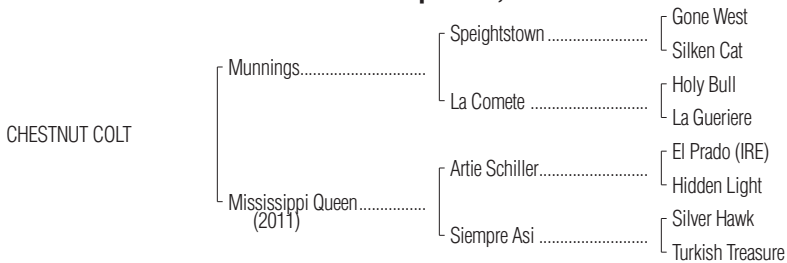 Gone West
Speightstown
Silken Cat
Munnings
Holy Bull
La Comete
La Gueriere
CHESTNUT COLT
El Prado (IRE)
Artie Schiller
Hidden Light
Mississippi Queen
(2011)
Silver Hawk
Siempre Asi
Turkish Treasure